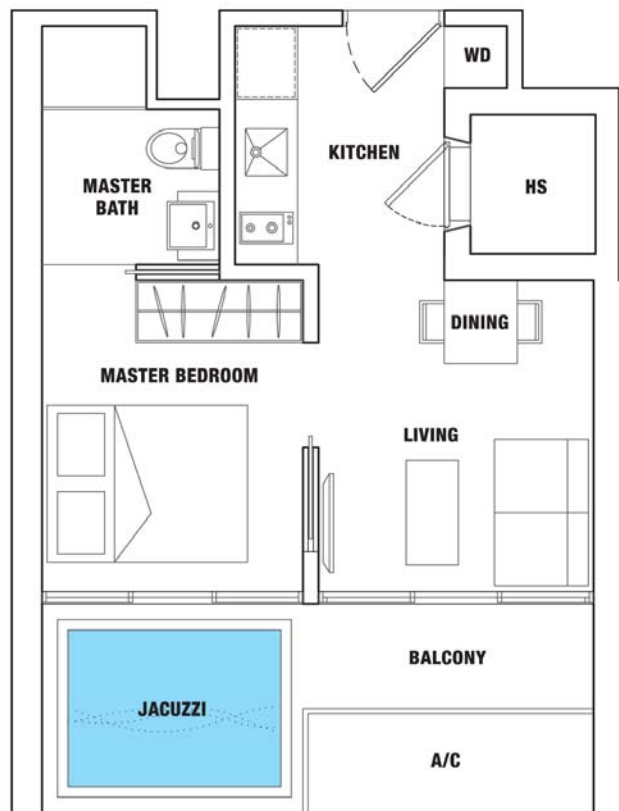 WD
KITCHEN
HS
MASTER
BATH
DINING
MASTER BEDROOM
LIVING
BALCONY
JACUZZI
A/C